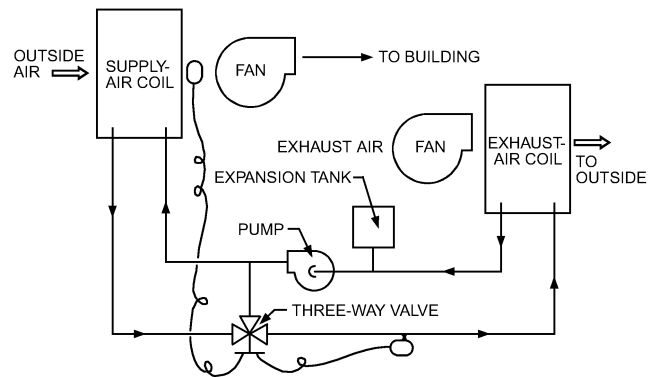 OUTSIDE
AIR
SUPPLY-
AIR COIL
FAN
TO BUILDING
EXHAUST AIR
FAN
EXHAUST-
AIR COIL
TO
OUTSIDE
EXPANSION TANK
PUMP
THREE-WAY VALVE